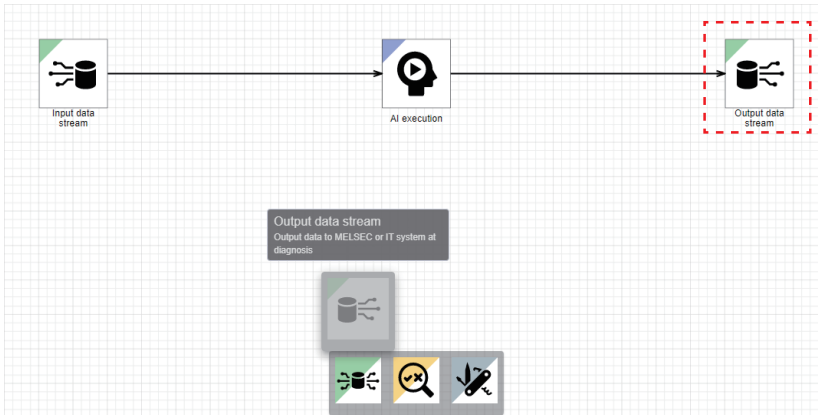 Input data
stream
AI execution
Output data
stream
Output data stream
Output data to MELSEC or IT system at
diagnosis